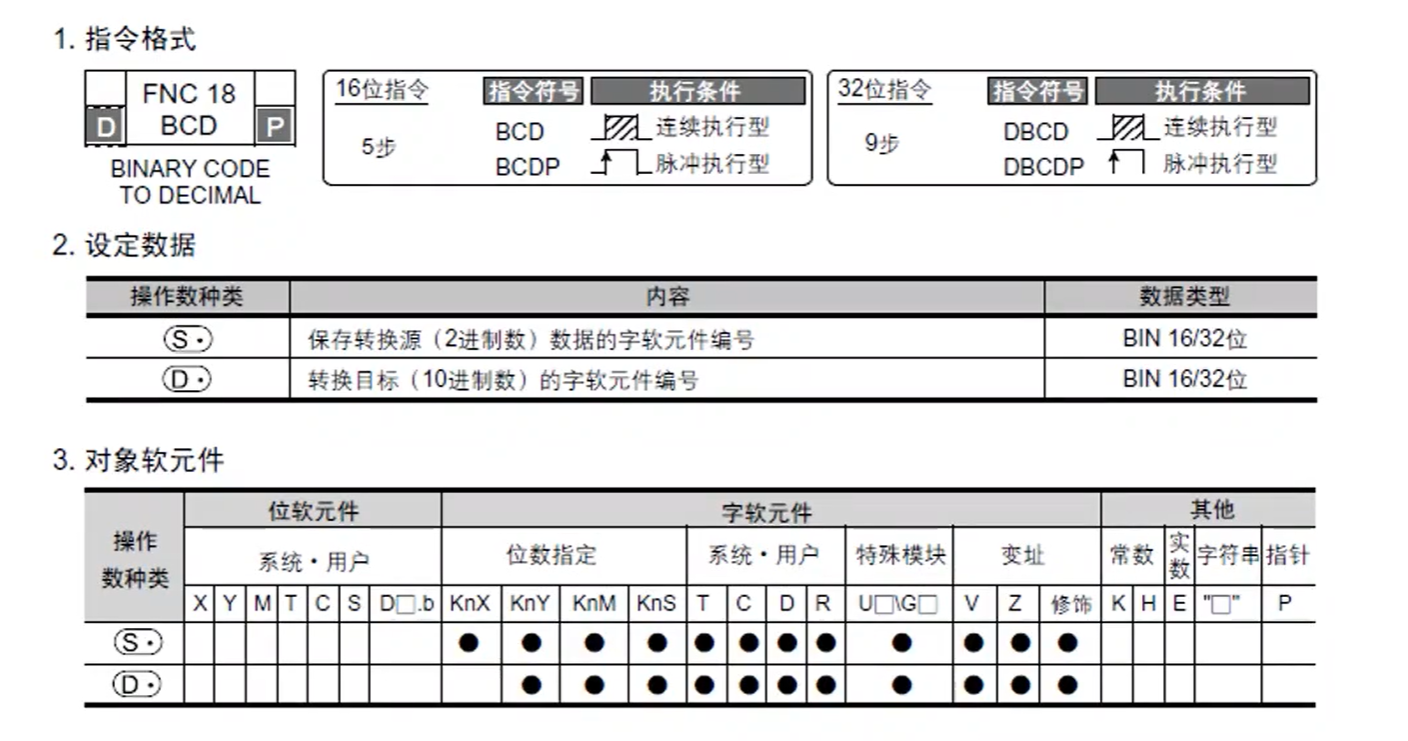 1. 指令格式
FNC 18
D BCD P
BINARY CODE
TO DECIMAL
16位指令 指令符号 执行条件
5步
BCD 连续执行型
BCDP 脉冲执行型
32位指令 指令符号 执行条件
9步
DBCD 连续执行型
DBCDP 脉冲执行型
2. 设定数据
操作数种类 内容 数据类型
S· 保存转换源（2进制数）数据的字软元件编号 BIN 16/32位
D· 转换目标（10进制数）的字软元件编号 BIN 16/32位
3. 对象软元件
操作
数种类
位软元件 字软元件 其他
系统・用户 位数指定 系统・用户 特殊模块 变址 常数 实数 字符串 指针
X Y M T C S D□.b KnX KnY KnM KnS T C D R U□\G□ V Z 修饰 K H E "□" P
S· ● ● ● ● ● ● ● ● ● ● ● ●
D· ● ● ● ● ● ● ● ● ● ● ●